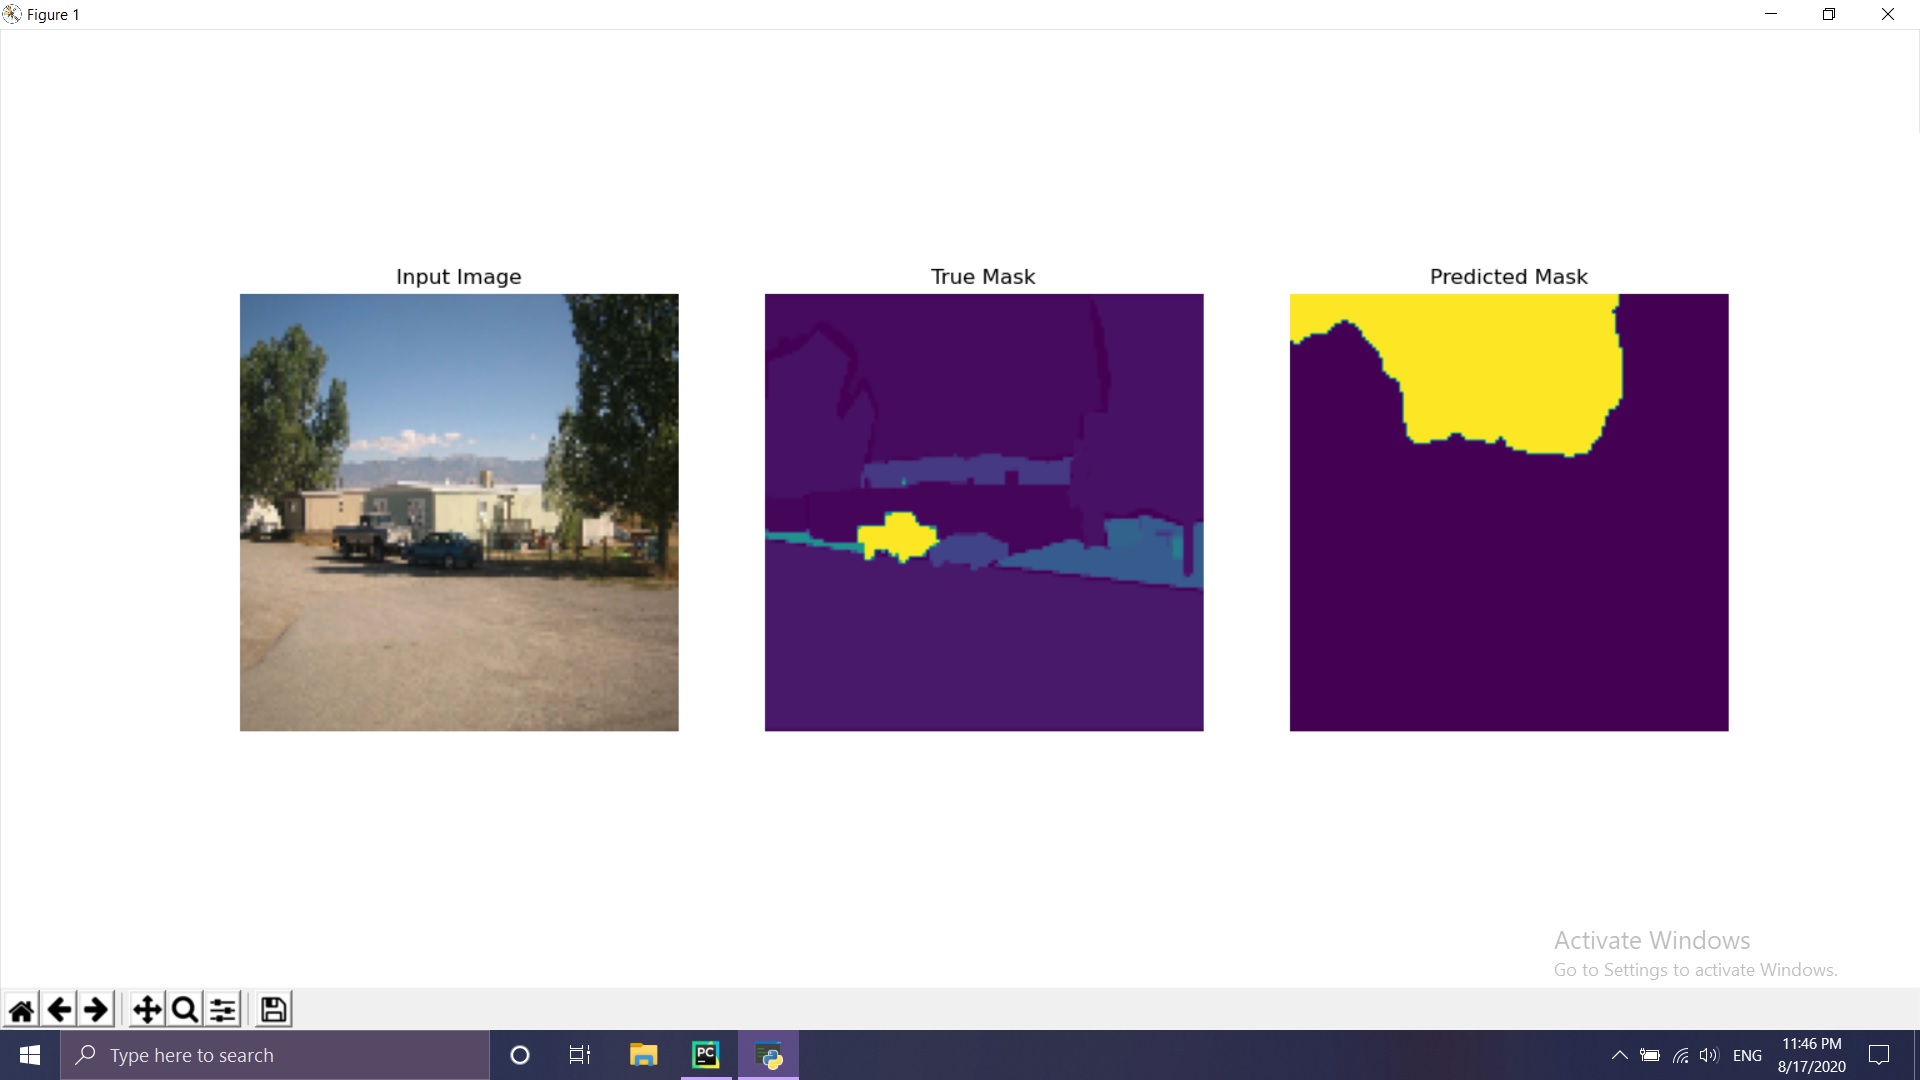 Figure 1
Input Image
True Mask
Predicted Mask
Activate Windows
Go to Settings to activate Windows.
Type here to search
PC
ENG
11:46 PM
8/17/2020